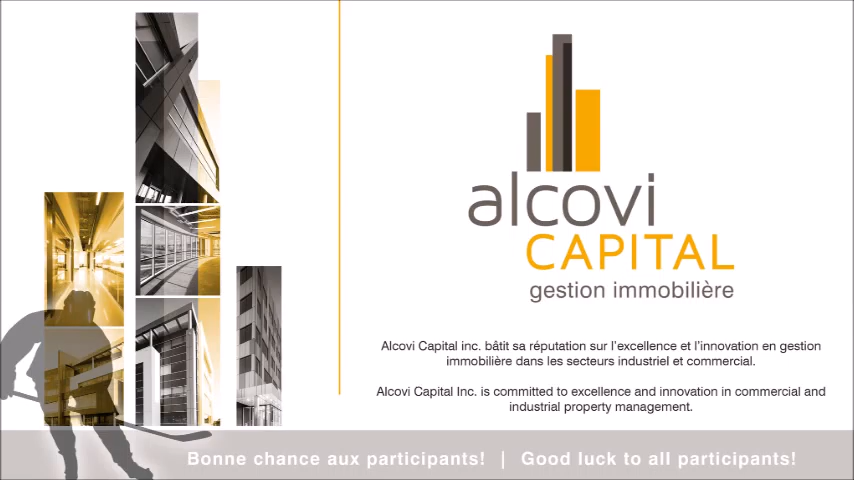 alcovi
CAPITAL
gestion immobilière
Alcovi Capital inc. bâtit sa réputation sur l'excellence et l'innovation en gestion
immobilière dans les secteurs industriel et commercial.
Alcovi Capital Inc. is committed to excellence and innovation in commercial and
industrial property management.
Bonne chance aux participants! | Good luck to all participants!